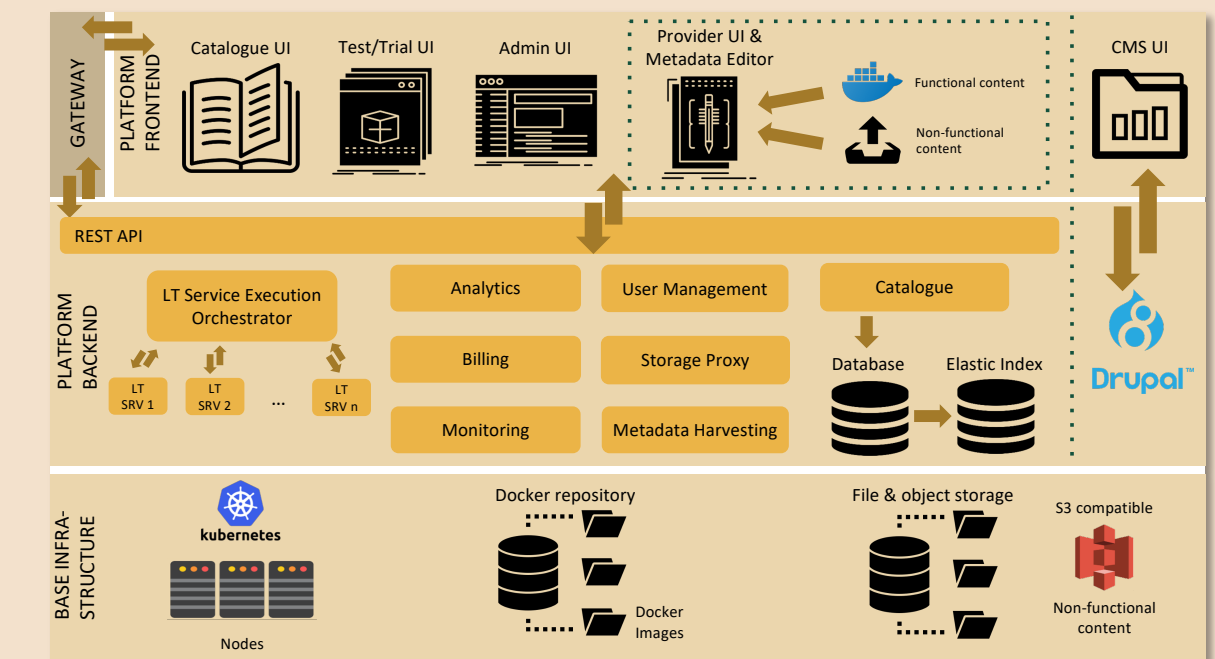 GATEWAY
PLATFORM
FRONTEND
Catalogue UI
Test/Trial UI
Admin UI
Provider UI &
Metadata Editor
Functional content
Non-functional
content
CMS UI
REST API
PLATFORM
BACKEND
LT Service Execution
Orchestrator
LT
SRV 1
LT
SRV 2
...
LT
SRV n
Analytics
User Management
Billing
Storage Proxy
Monitoring
Metadata Harvesting
Catalogue
Database
Elastic Index
Drupal™
BASE INFRA-
STRUCTURE
kubernetes
Nodes
Docker repository
Docker
Images
File & object storage
S3 compatible
Non-functional
content